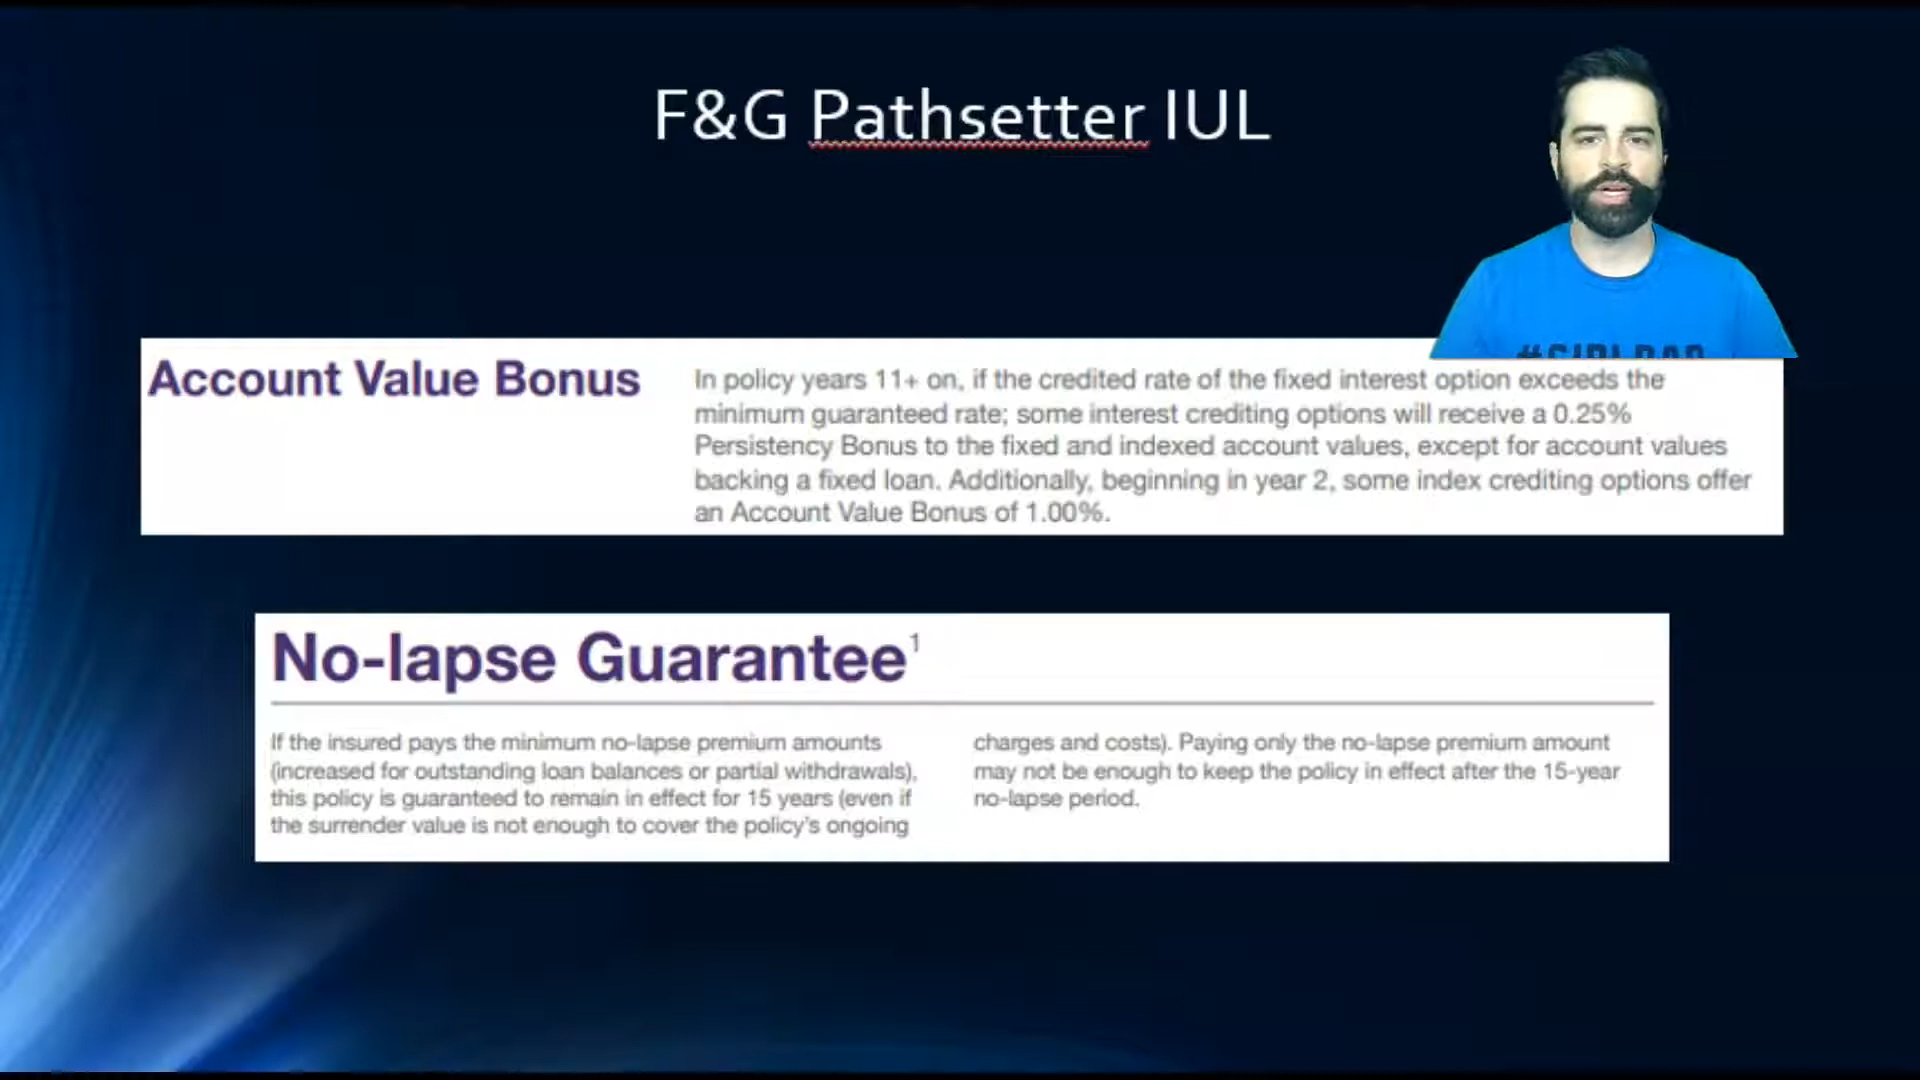 F&G Pathsetter IUL
Account Value Bonus
In policy years 11+ on, if the credited rate of the fixed interest option exceeds the
minimum guaranteed rate; some interest crediting options will receive a 0.25%
Persistency Bonus to the fixed and indexed account values, except for account values
backing a fixed loan. Additionally, beginning in year 2, some index crediting options offer
an Account Value Bonus of 1.00%.
No-lapse Guarantee¹
If the insured pays the minimum no-lapse premium amounts
(increased for outstanding loan balances or partial withdrawals),
this policy is guaranteed to remain in effect for 15 years (even if
the surrender value is not enough to cover the policy's ongoing
charges and costs). Paying only the no-lapse premium amount
may not be enough to keep the policy in effect after the 15-year
no-lapse period.